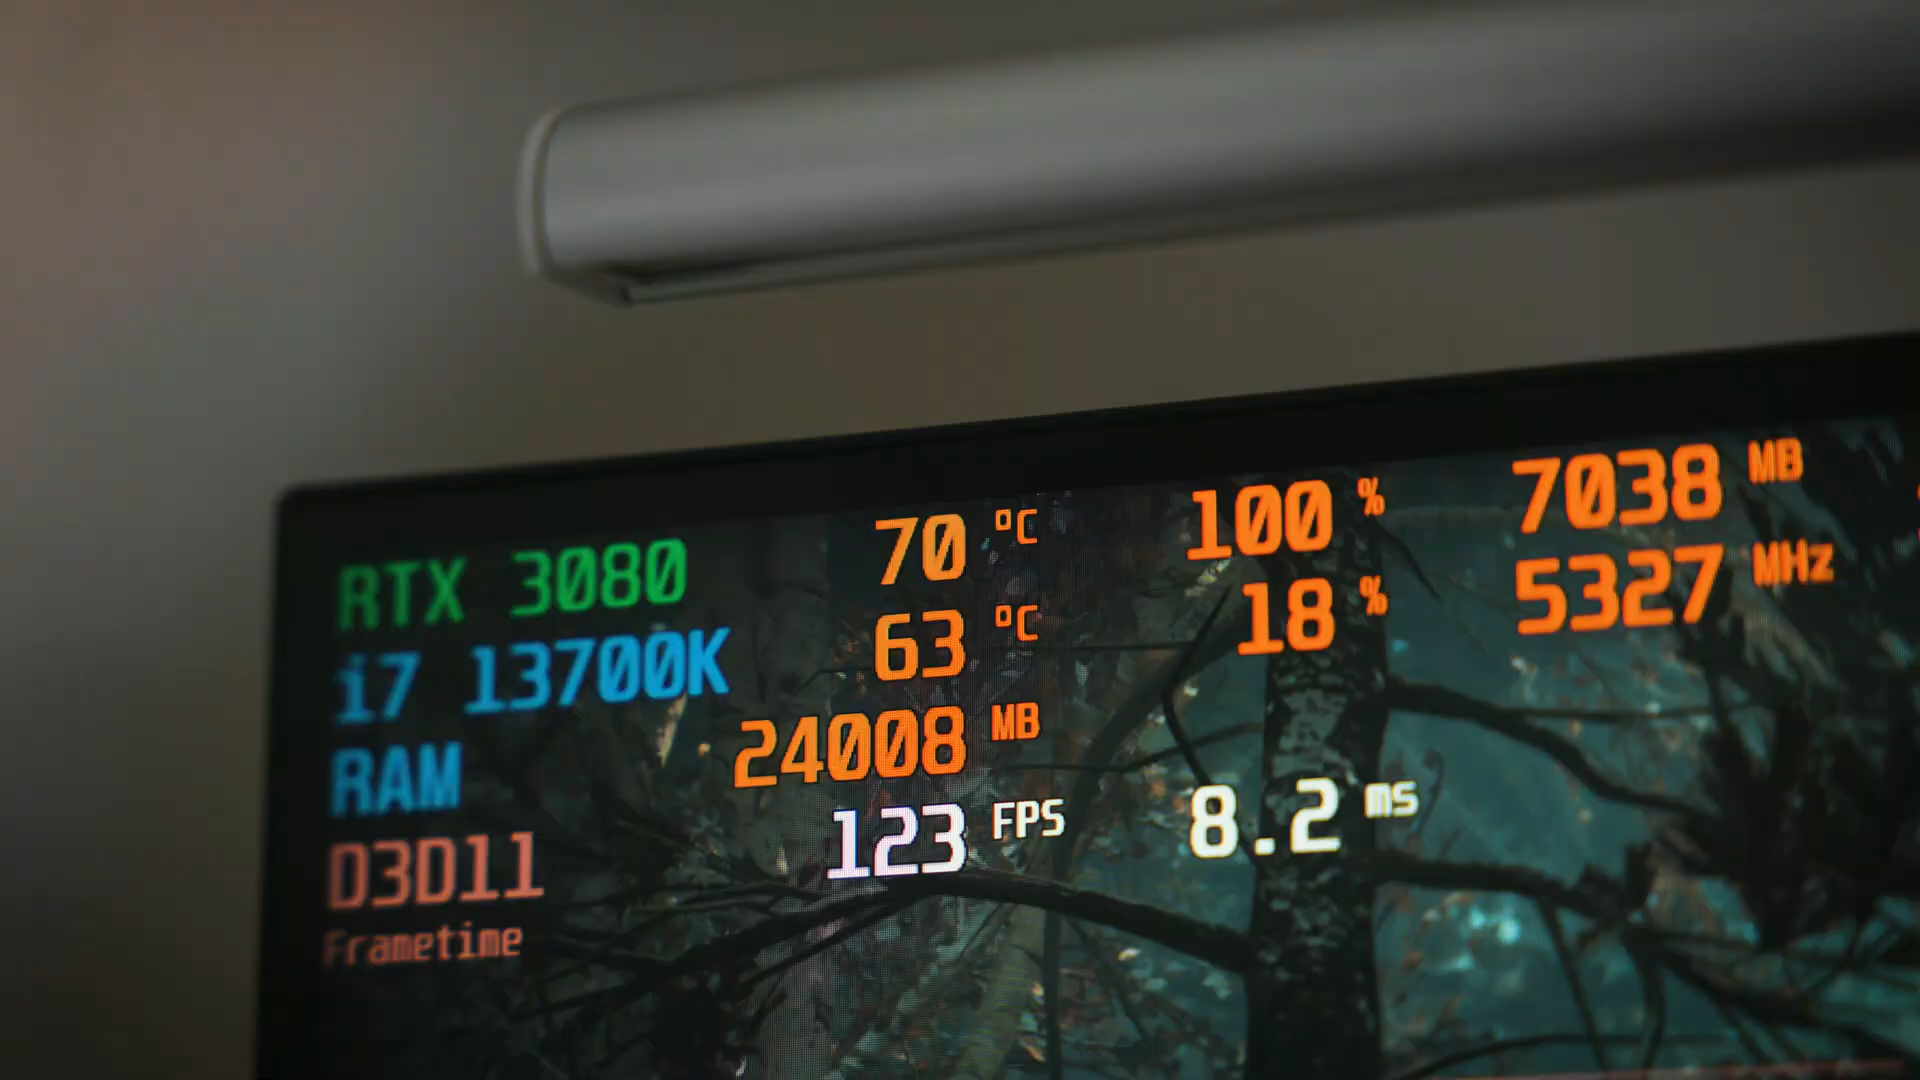 RTX 3080 70 °C 100 % 7038 MB
i7 13700K 63 °C 18 % 5327 MHz
RAM 24008 MB
D3D11 123 FPS 8.2 ms
Frametime